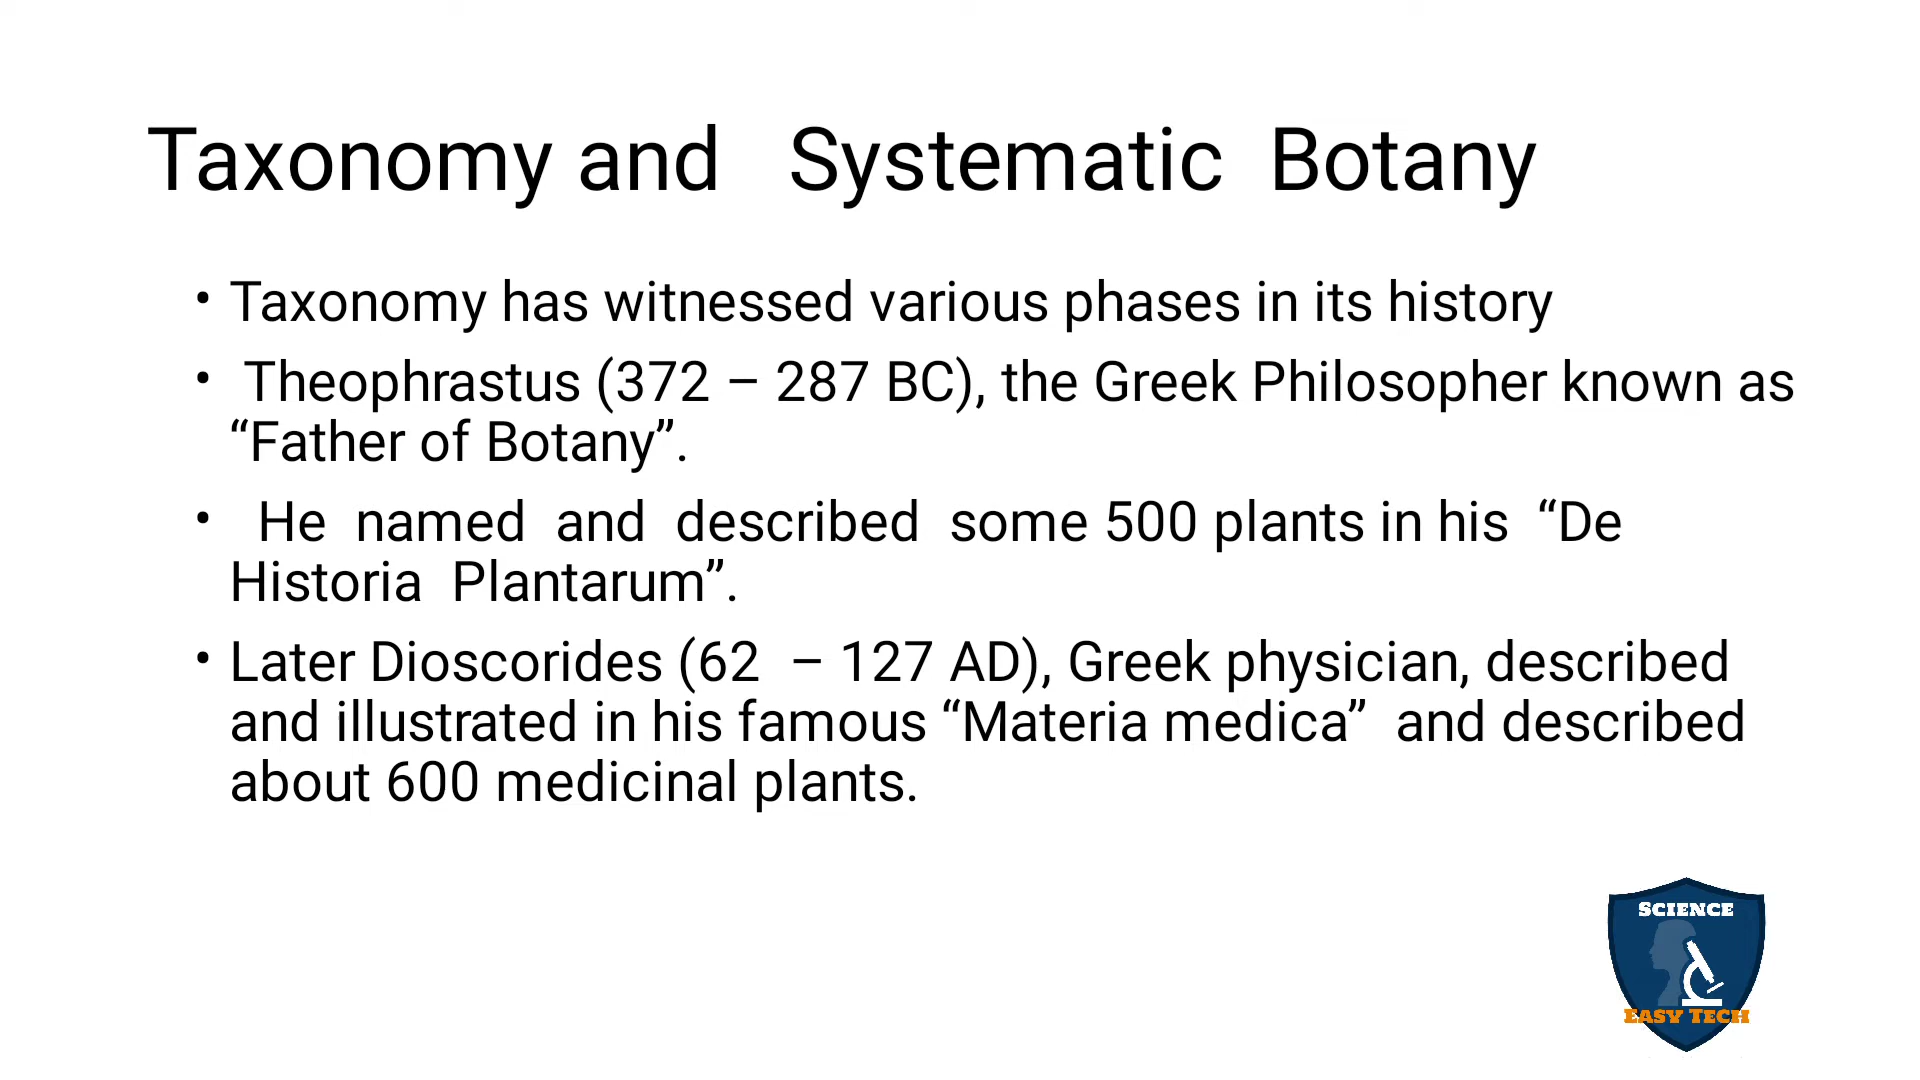 Taxonomy and Systematic Botany
• Taxonomy has witnessed various phases in its history
• Theophrastus (372 – 287 BC), the Greek Philosopher known as
“Father of Botany”.
• He named and described some 500 plants in his “De
Historia Plantarum”.
• Later Dioscorides (62 – 127 AD), Greek physician, described
and illustrated in his famous “Materia medica” and described
about 600 medicinal plants.
SCIENCE
EASY TECH